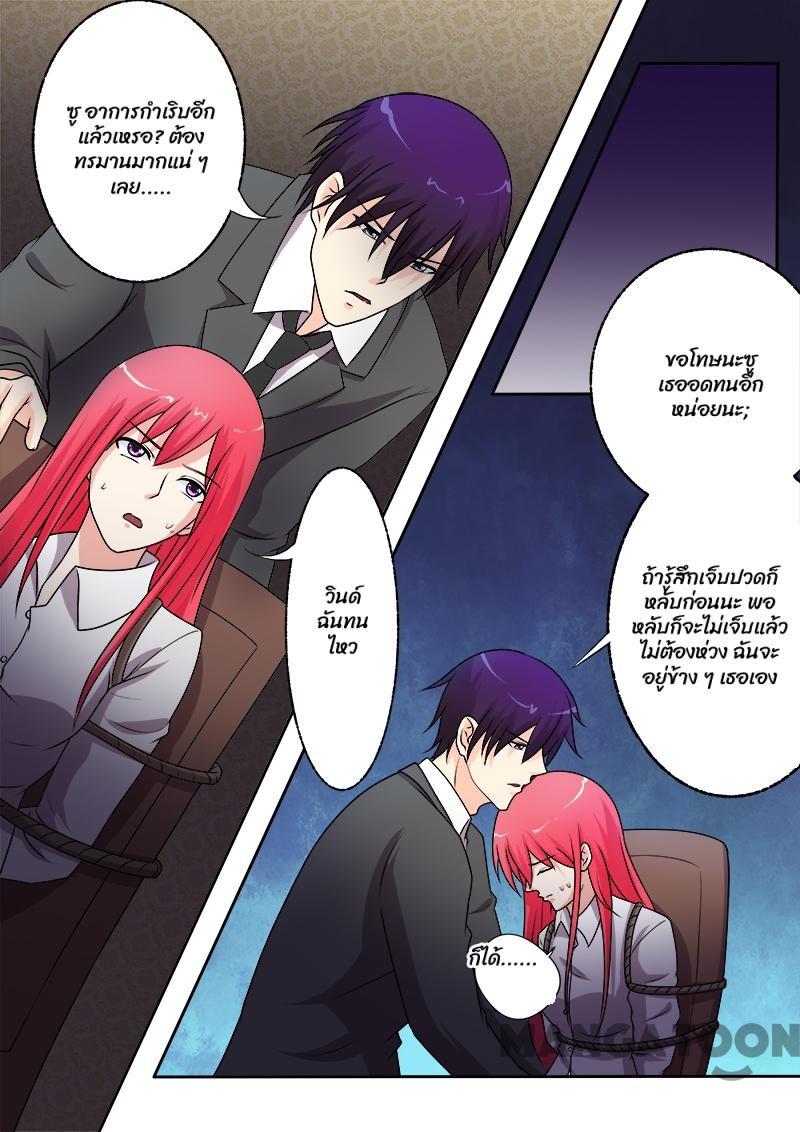 ซู อาการกำเริบอีก
แล้วเหรอ? ต้อง
ทรมานมากแน่ ๆ
เลย.....
วินด์
ฉันทน
ไหว
ขอโทษนะซู
เธออดทนอีก
หน่อยนะ;
ถ้ารู้สึกเจ็บปวดก็
หลับก่อนนะ พอ
หลับก็จะไม่เจ็บแล้ว
ไม่ต้องห่วง ฉันจะ
อยู่ข้าง ๆ เธอเอง
ก็ได้......
MANGATOON